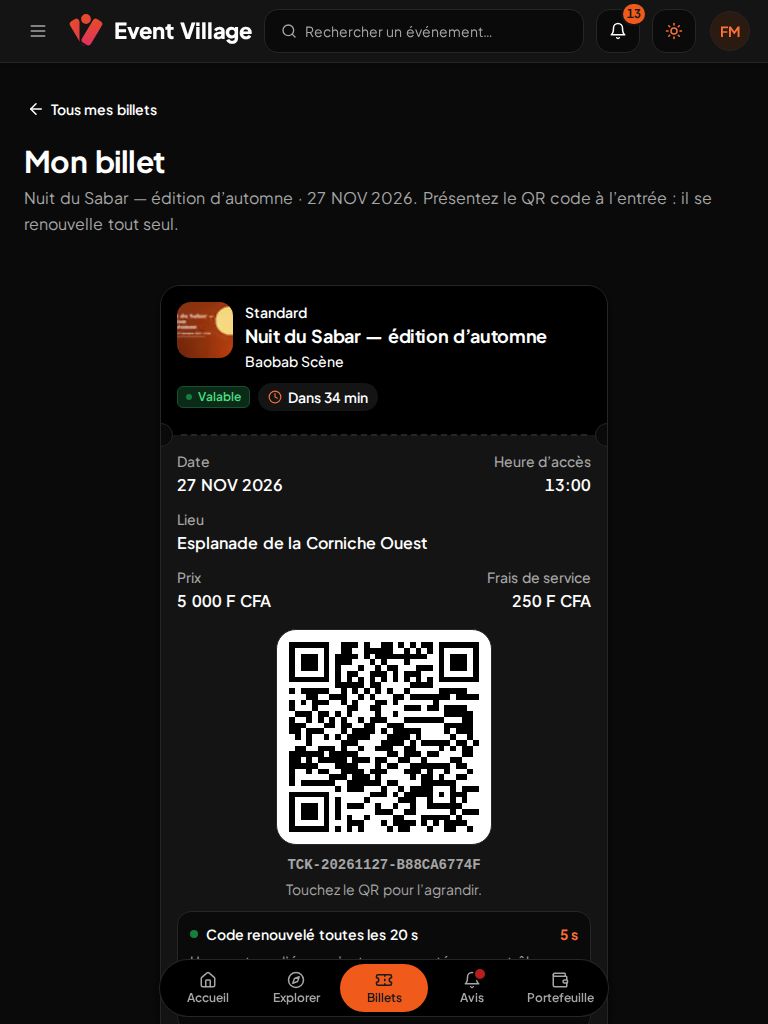 Event Village
Rechercher un événement…
13
FM
Tous mes billets
Mon billet
Nuit du Sabar — édition d’automne · 27 NOV 2026. Présentez le QR code à l’entrée : il se
renouvelle tout seul.
Standard
Nuit du Sabar — édition d’automne
Baobab Scène
Valable
Dans 34 min
Date
Heure d’accès
27 NOV 2026
13:00
Lieu
Esplanade de la Corniche Ouest
Prix
Frais de service
5 000 F CFA
250 F CFA
TCK-20261127-B88CA6774F
Touchez le QR pour l’agrandir.
Code renouvelé toutes les 20 s
5 s
Accueil
Explorer
Billets
Avis
Portefeuille